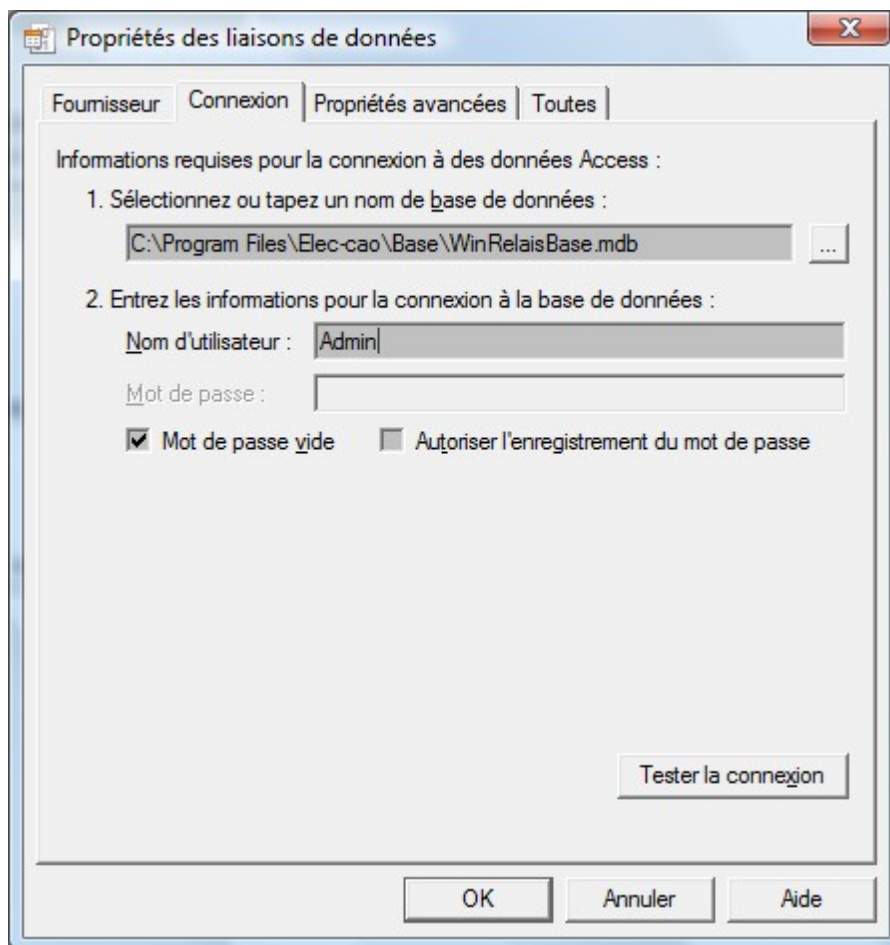 Propriétés des liaisons de données
Fournisseur Connexion Propriétés avancées Toutes
Informations requises pour la connexion à des données Access :
1. Sélectionnez ou tapez un nom de base de données :
C:\Program Files\Elec-cao\Base\WinRelaisBase.mdb
...
2. Entrez les informations pour la connexion à la base de données :
Nom d'utilisateur : Admin
Mot de passe :
Mot de passe vide Autoriser l'enregistrement du mot de passe
Tester la connexion
OK Annuler Aide